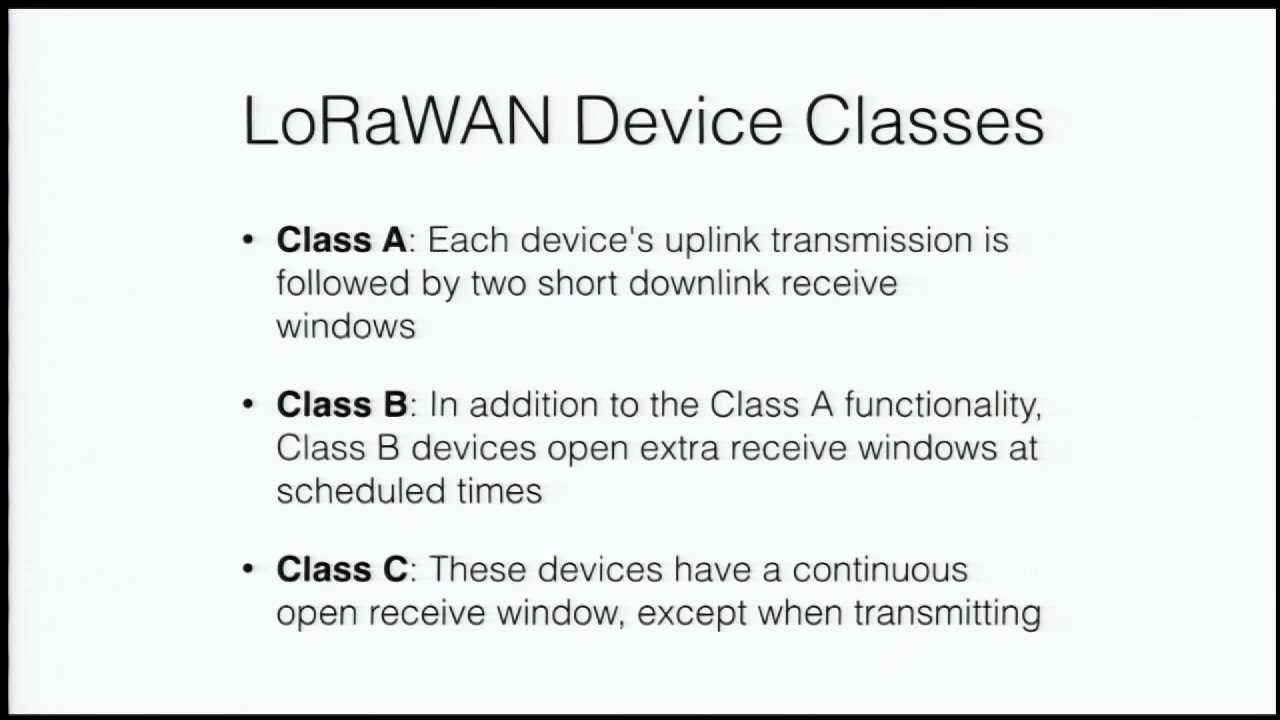 LoRaWAN Device Classes
• Class A: Each device's uplink transmission is
followed by two short downlink receive
windows
• Class B: In addition to the Class A functionality,
Class B devices open extra receive windows at
scheduled times
• Class C: These devices have a continuous
open receive window, except when transmitting